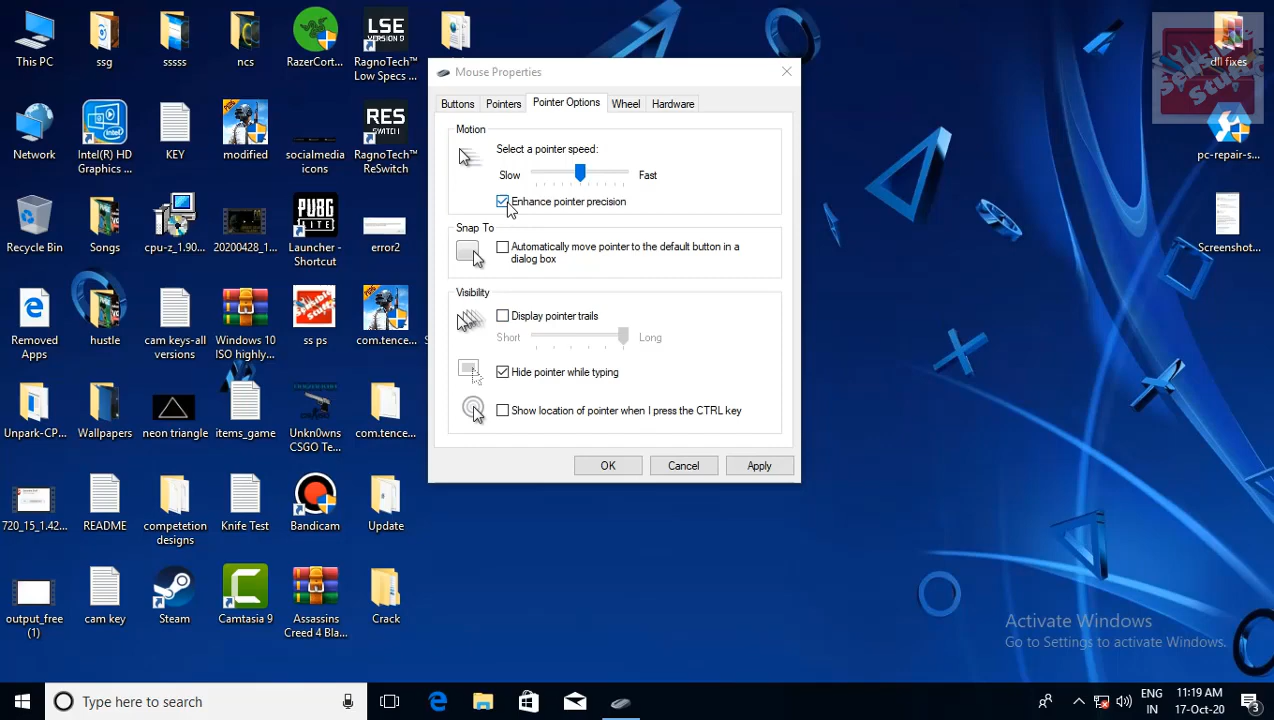 This PC
ssg
sssss
ncs
RazerCort...
LSE
VERSION D
RagnoTech™
Low Specs ...
Network
Intel(R) HD
Graphics ...
KEY
modified
socialmedia
icons
RES
SWITCH
RagnoTech™
ReSwitch
Recycle Bin
Songs
cpu-z_1.90...
20200428_1...
PUBG
LITE
Launcher -
Shortcut
error2
Removed
Apps
hustle
cam keys-all
versions
Windows 10
ISO highly...
ss ps
com.tence...
Unpark-CP...
Wallpapers
neon triangle
items_game
Unkn0wns
CSGO Te...
com.tence...
720_15_1.42...
README
competetion
designs
Knife Test
Bandicam
Update
output_free
(1)
cam key
Steam
Camtasia 9
Assassins
Creed 4 Bla...
Crack
Mouse Properties
Buttons
Pointers
Pointer Options
Wheel
Hardware
Motion
Select a pointer speed:
Slow
Fast
Enhance pointer precision
Snap To
Automatically move pointer to the default button in a
dialog box
Visibility
Display pointer trails
Short
Long
Hide pointer while typing
Show location of pointer when I press the CTRL key
OK
Cancel
Apply
dll fixes
pc-repair-s...
Screenshot...
Activate Windows
Go to Settings to activate Windows.
Type here to search
ENG
IN
11:19 AM
17-Oct-20
3